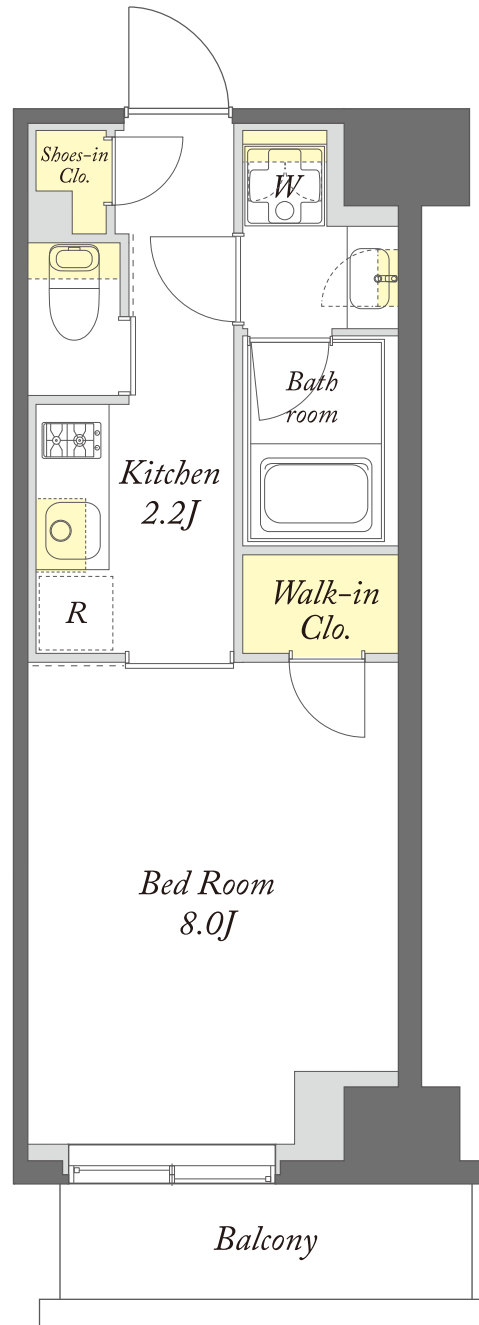 Shoes-in
Clo.
W
Bath
room
Kitchen
2.2J
R
Walk-in
Clo.
Bed Room
8.0J
Balcony